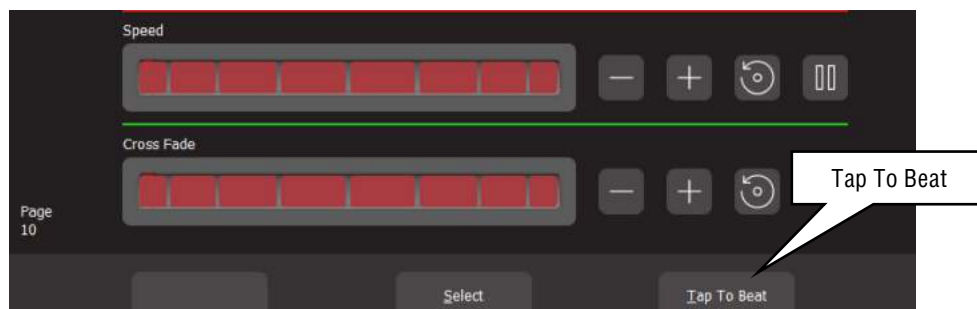 Speed
Cross Fade
Tap To Beat
Page
10
Select
Tap To Beat